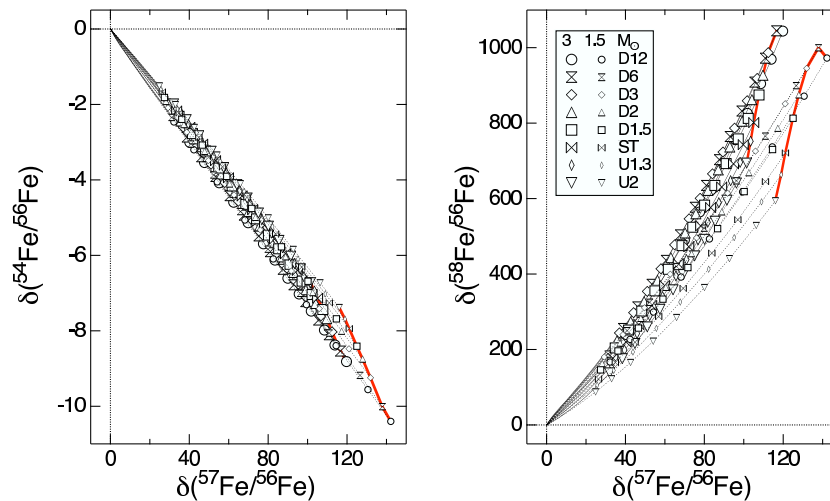 0
-2
-4
-6
-8
-10
δ(⁵⁴Fe/⁵⁶Fe)
0 40 80 120
δ(⁵⁷Fe/⁵⁶Fe)
1000
800
600
400
200
0
δ(⁵⁸Fe/⁵⁶Fe)
3 1.5 M⊙
D12
D6
D3
D2
D1.5
ST
U1.3
U2
0 40 80 120
δ(⁵⁷Fe/⁵⁶Fe)